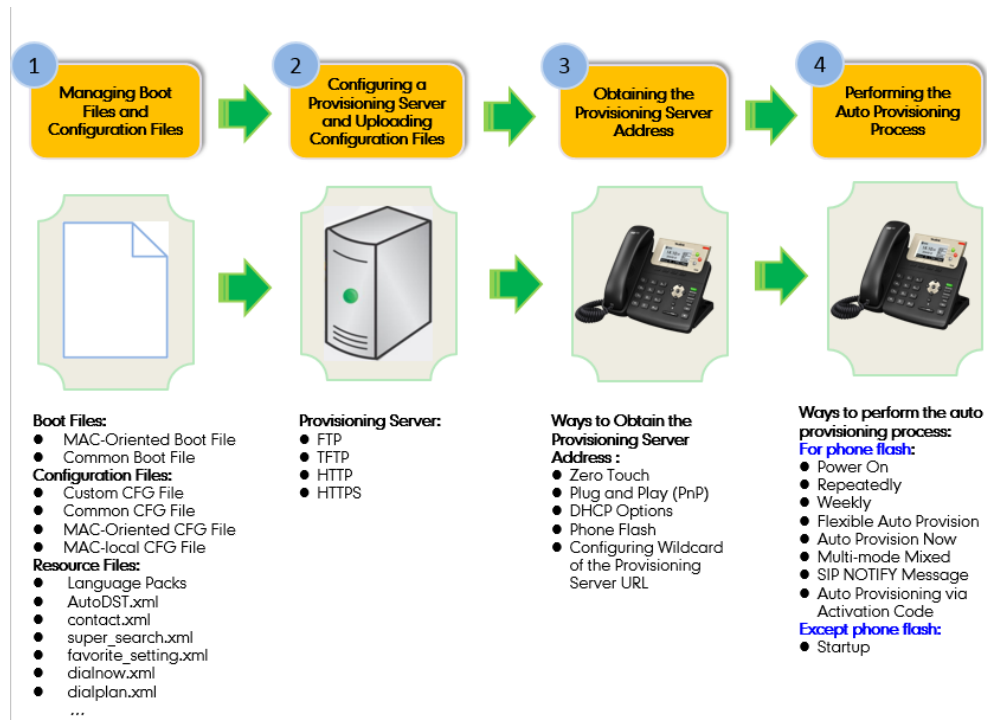 1
Managing Boot
Files and
Configuration Files
2
Configuring a
Provisioning Server
and Uploading
Configuration Files
3
Obtaining the
Provisioning Server
Address
4
Performing the
Auto Provisioning
Process
Boot Files:
● MAC-Oriented Boot File
● Common Boot File
Configuration Files:
● Custom CFG File
● Common CFG File
● MAC-Oriented CFG File
● MAC-local CFG File
Resource Files:
● Language Packs
● AutoDST.xml
● contact.xml
● super_search.xml
● favorite_setting.xml
● dialnow.xml
● dialplan.xml
...
Provisioning Server:
● FTP
● TFTP
● HTTP
● HTTPS
Ways to Obtain the
Provisioning Server
Address :
● Zero Touch
● Plug and Play (PnP)
● DHCP Options
● Phone Flash
● Configuring Wildcard
of the Provisioning
Server URL
Ways to perform the auto
provisioning process:
For phone flash:
● Power On
● Repeatedly
● Weekly
● Flexible Auto Provision
● Auto Provision Now
● Multi-mode Mixed
● SIP NOTIFY Message
● Auto Provisioning via
Activation Code
Except phone flash:
● Startup